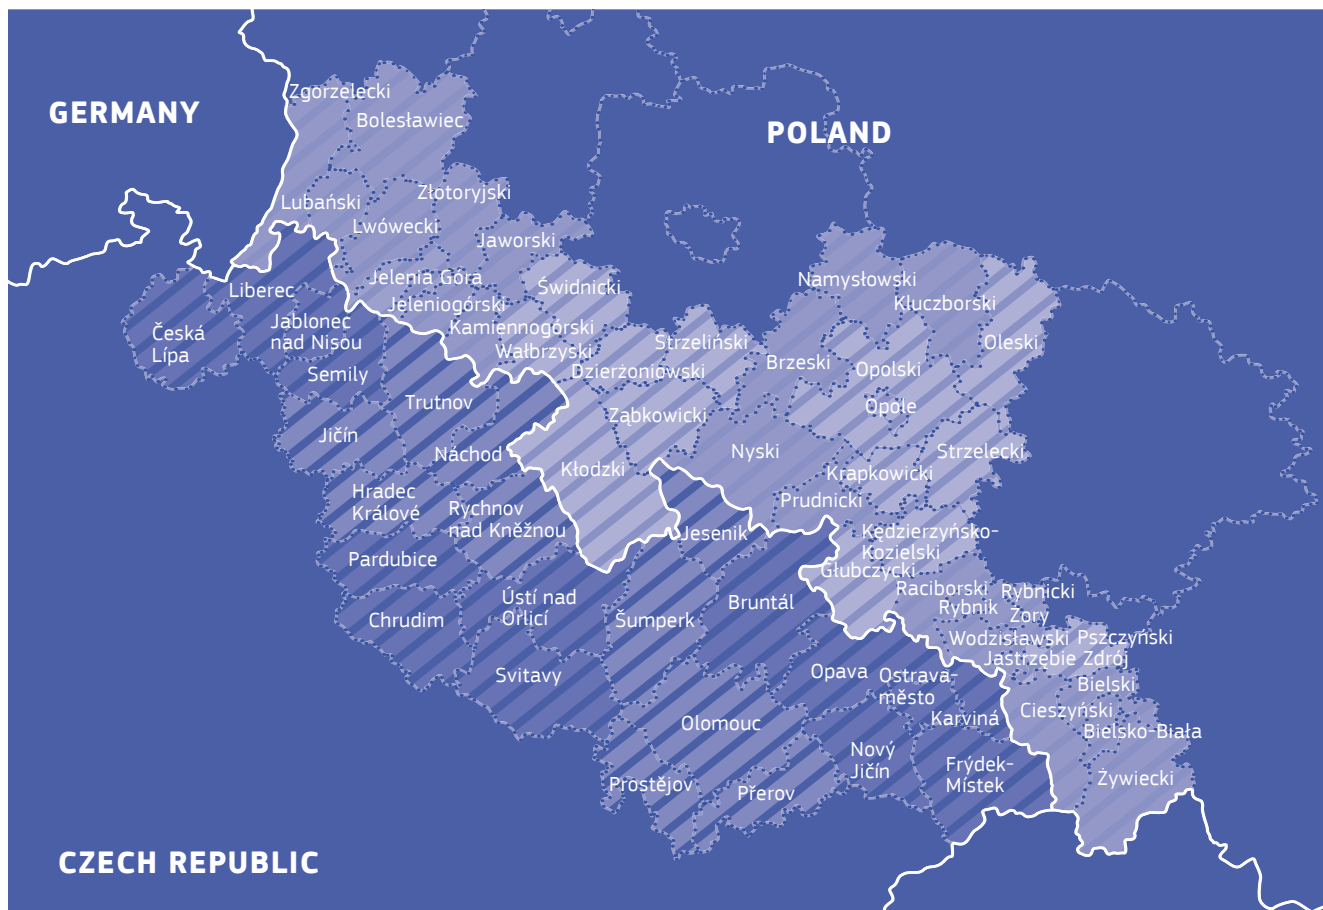 GERMANY
POLAND
CZECH REPUBLIC
Zgorzelecki
Bolesławiec
Lubański
Złotoryjski
Lwówecki
Jaworski
Jelenia Góra
Świdnicki
Jeleniogórski
Kamiennogórski
Wałbrzyski
Strzeliński
Dzierżoniowski
Ząbkowicki
Kłodzki
Namysłowski
Kluczborski
Oleski
Brzeski
Opolski
Opole
Nyski
Strzelecki
Krapkowicki
Prudnicki
Kędzierzyńsko-
Kozielski
Głubczycki
Raciborski
Rybnicki
Rybnik
Żory
Wodzisławski
Pszczyński
Jastrzębie Zdrój
Bielski
Cieszyński
Bielsko-Biała
Żywiecki
Liberec
Česká
Lípa
Jablonec
nad Nisou
Semily
Trutnov
Jičín
Náchod
Hradec
Králové
Rychnov
nad Kněžnou
Pardubice
Chrudim
Ústí nad
Orlicí
Svitavy
Jesenik
Šumperk
Bruntál
Olomouc
Prostějov
Přerov
Opava
Ostrava-
město
Karviná
Nový
Jičín
Frýdek-
Místek